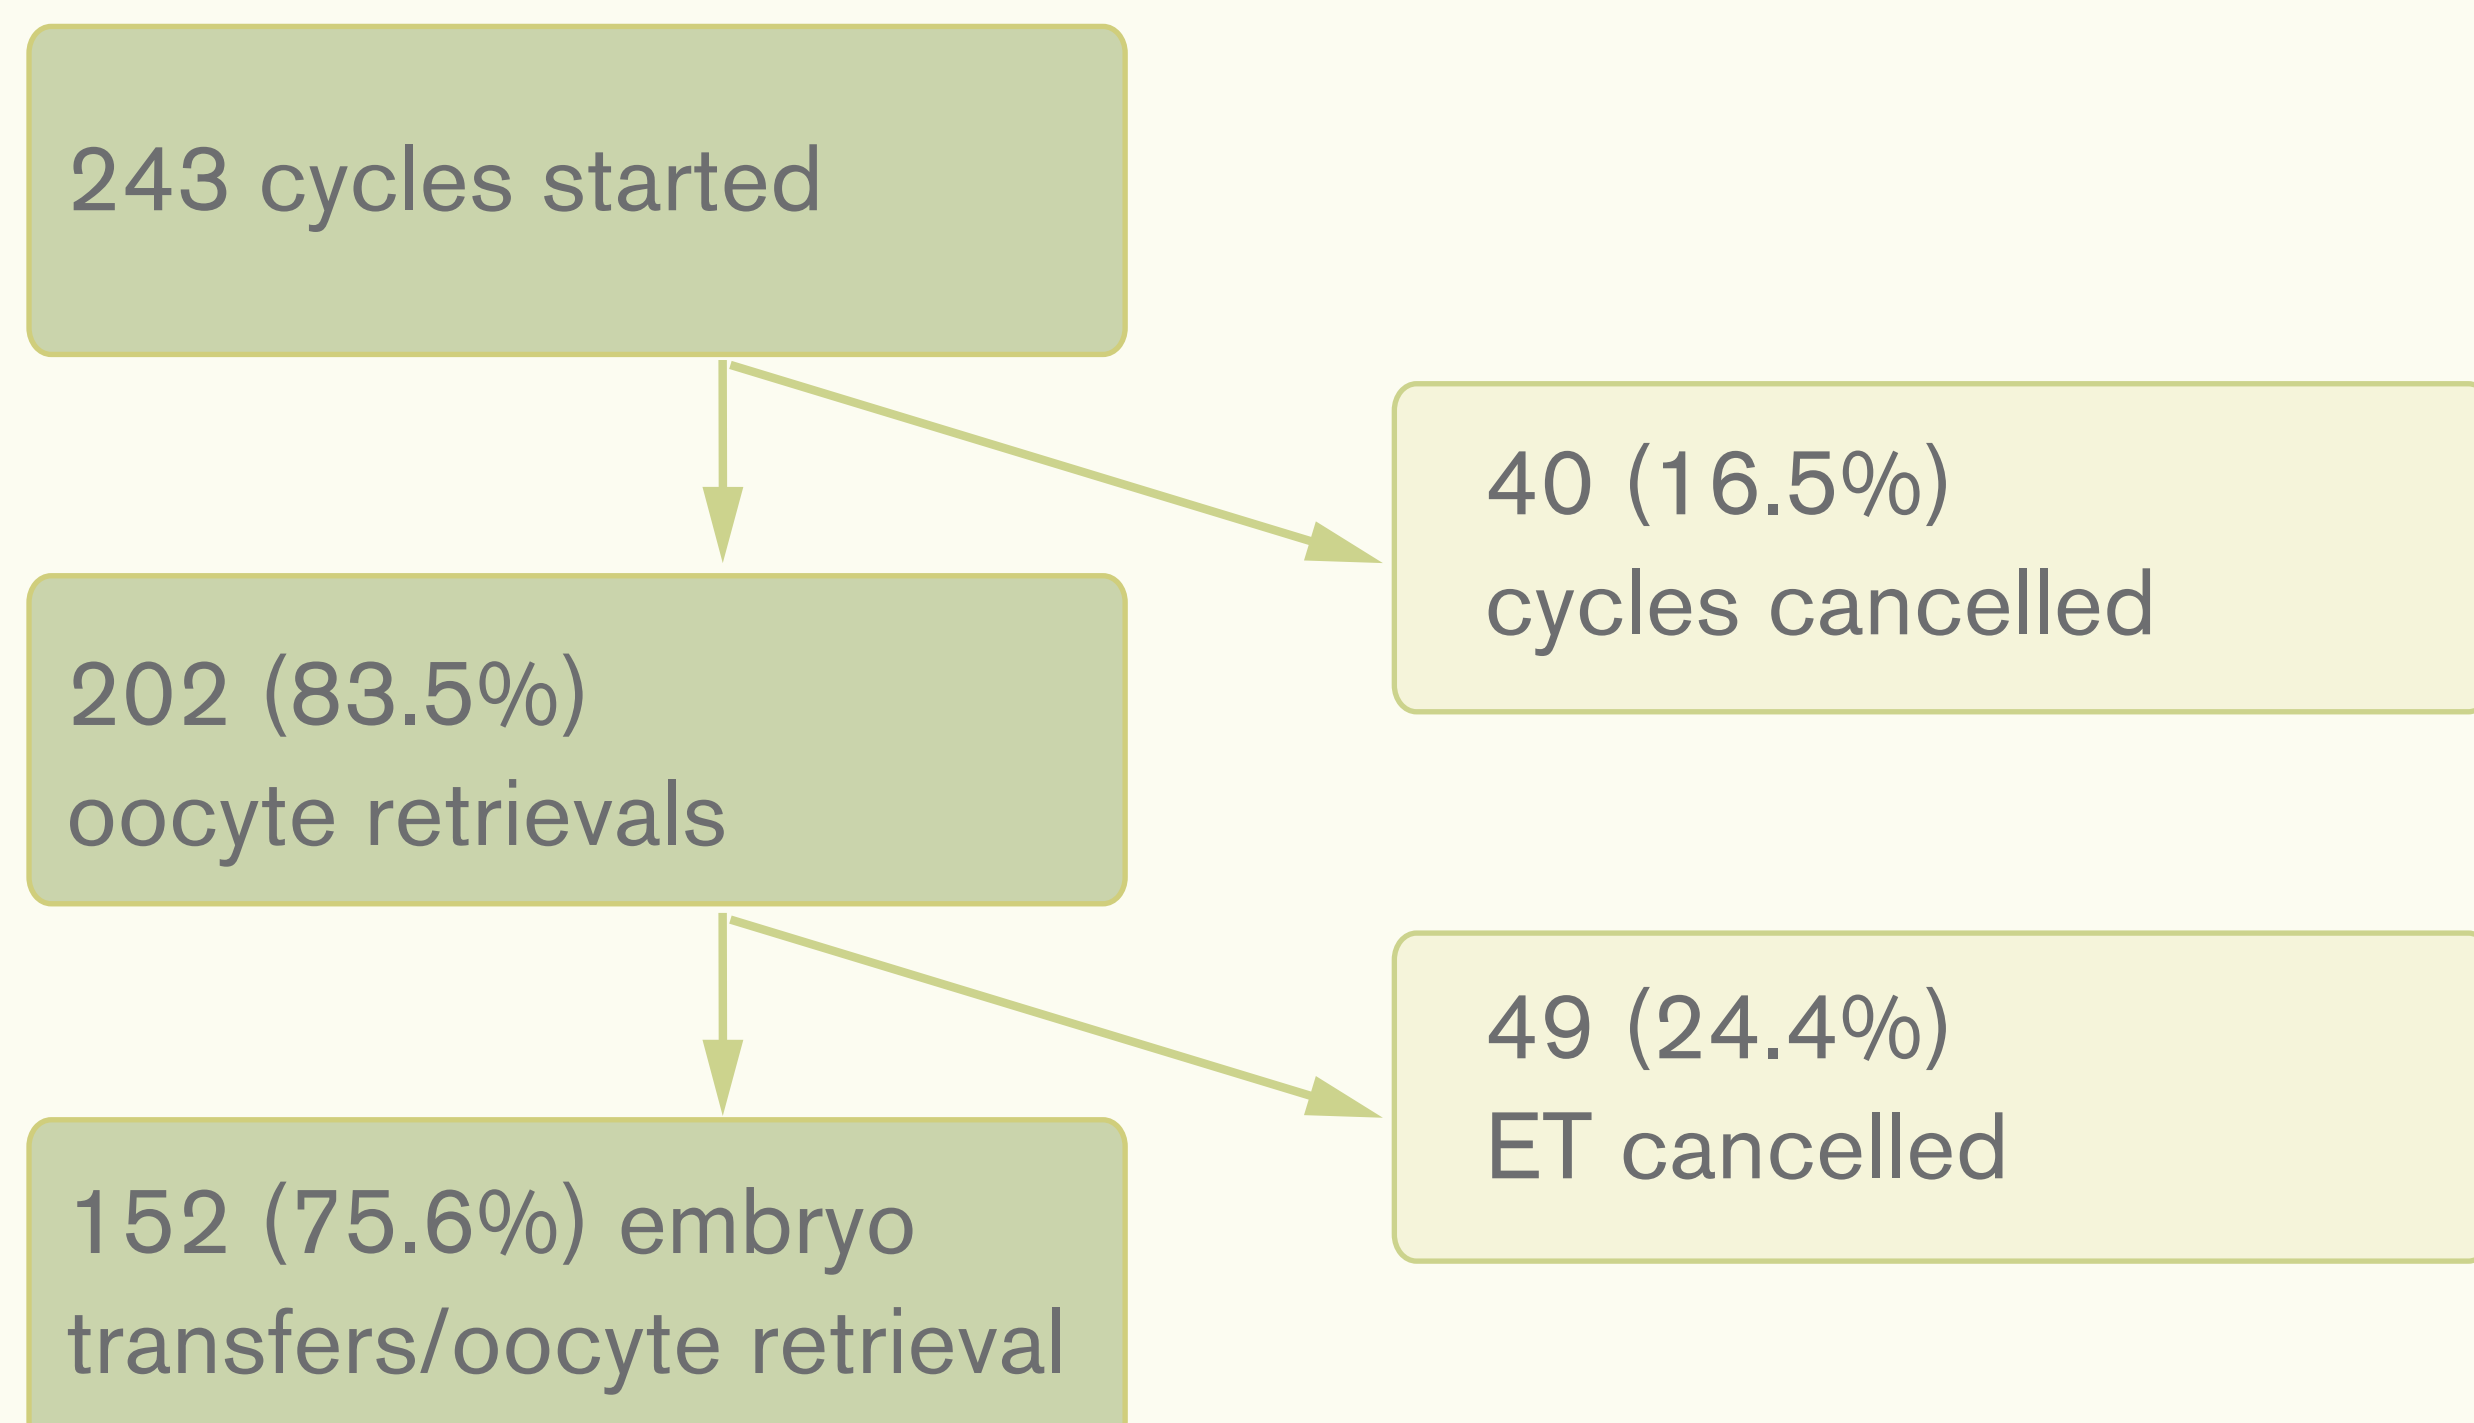 243 cycles started
40 (16.5%)
cycles cancelled
202 (83.5%)
oocyte retrievals
49 (24.4%)
ET cancelled
152 (75.6%) embryo
transfers/oocyte retrieval